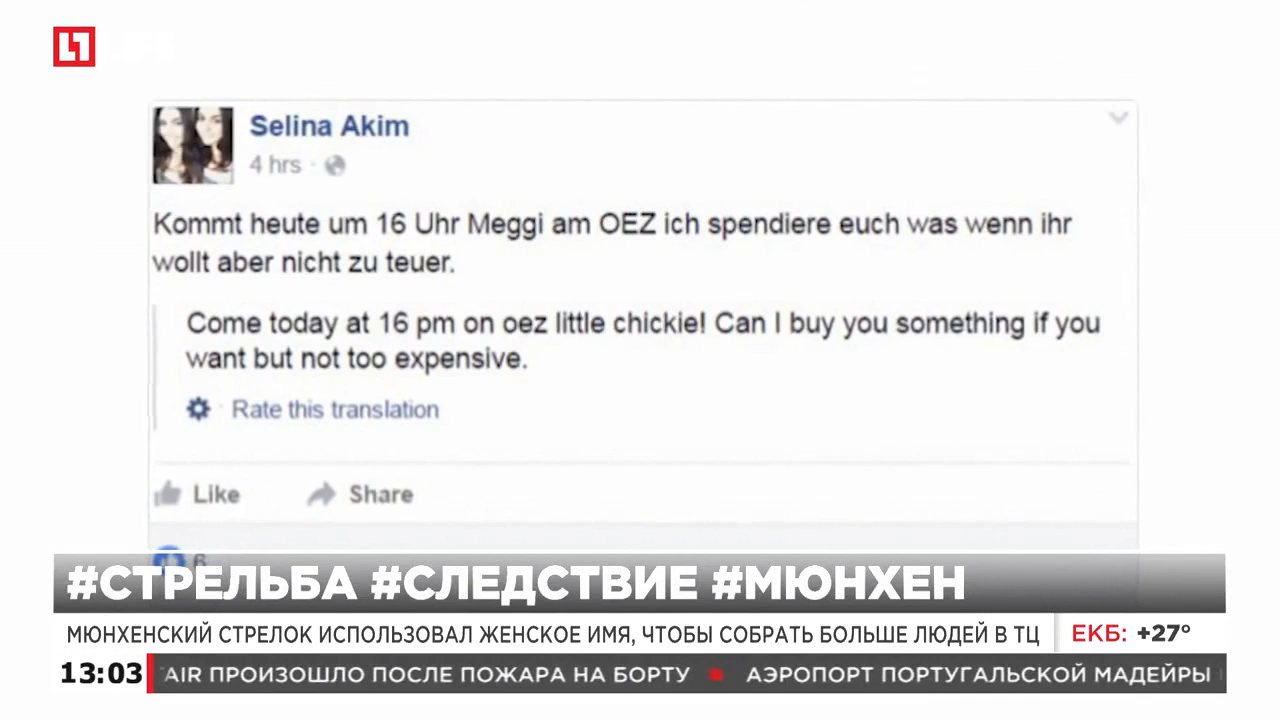 Selina Akim
4 hrs
Kommt heute um 16 Uhr Meggi am OEZ ich spendiere euch was wenn ihr
wollt aber nicht zu teuer.
Come today at 16 pm on oez little chickie! Can I buy you something if you
want but not too expensive.
Rate this translation
Like Share
6
#СТРЕЛЬБА #СЛЕДСТВИЕ #МЮНХЕН
МЮНХЕНСКИЙ СТРЕЛОК ИСПОЛЬЗОВАЛ ЖЕНСКОЕ ИМЯ, ЧТОБЫ СОБРАТЬ БОЛЬШЕ ЛЮДЕЙ В ТЦ ЕКБ: +27°
13:03 AIR ПРОИЗОШЛО ПОСЛЕ ПОЖАРА НА БОРТУ АЭРОПОРТ ПОРТУГАЛЬСКОЙ МАДЕЙРЫ